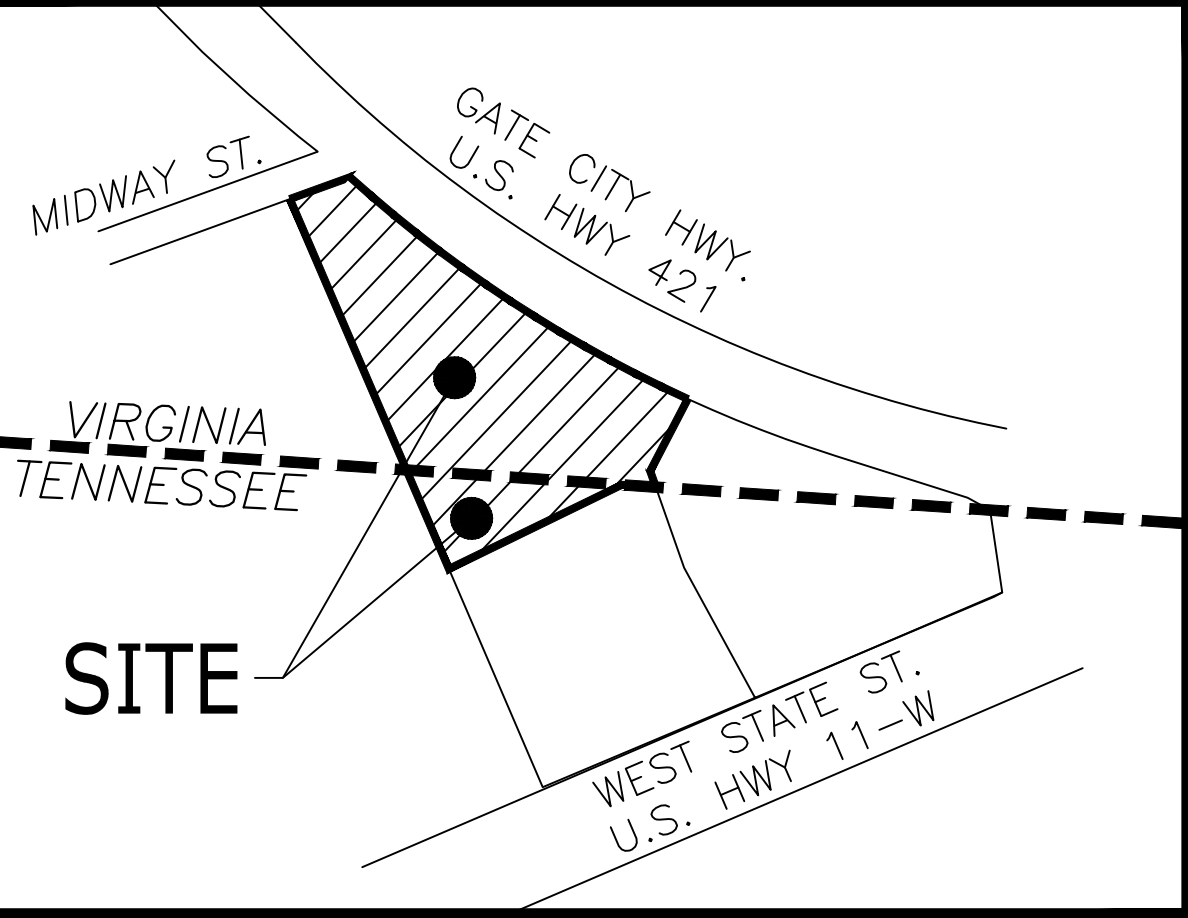 GATE CITY HWY.
U.S. HWY 421
MIDWAY ST.
VIRGINIA
TENNESSEE
SITE
WEST STATE ST.
U.S. HWY 11-W